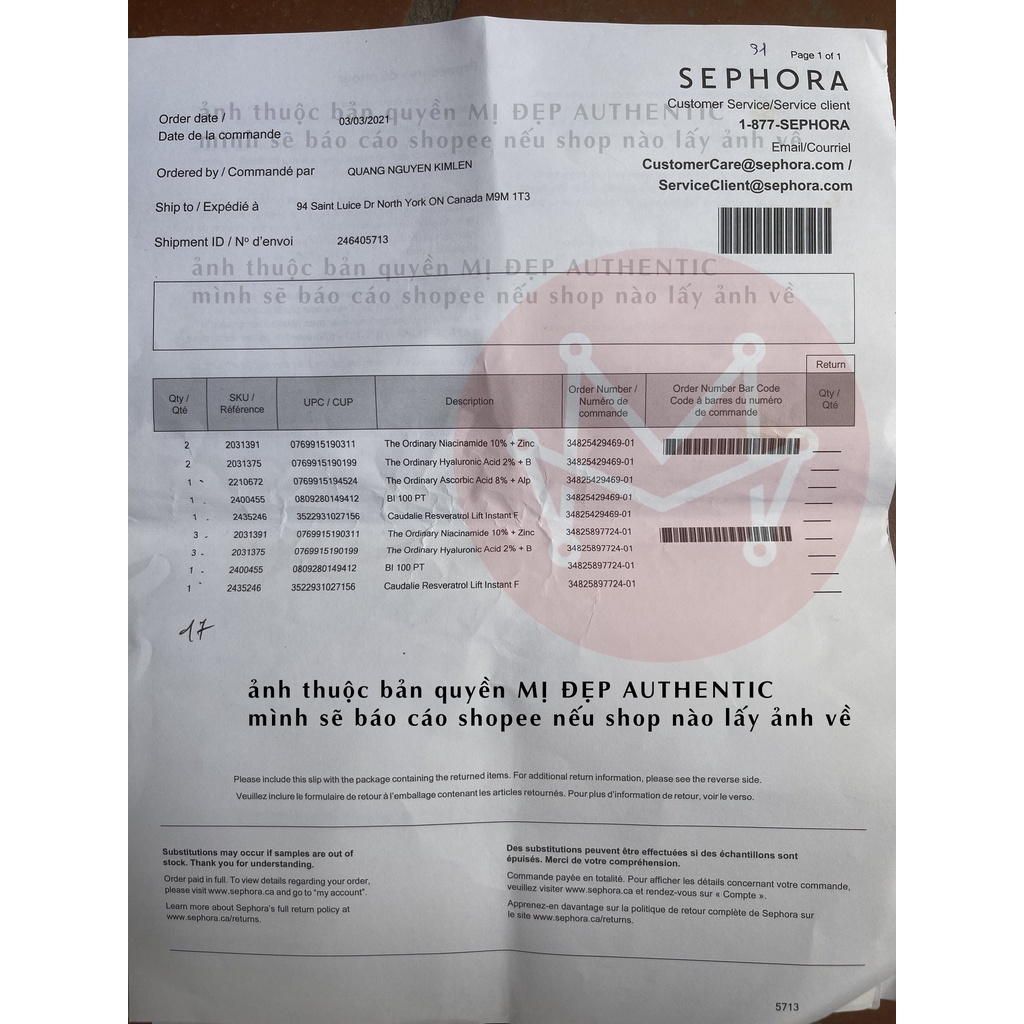 91
Page 1 of 1
SEPHORA
Customer Service/Service client
1-877-SEPHORA
Email/Courriel
CustomerCare@sephora.com /
ServiceClient@sephora.com
ảnh thuộc bản quyền MỊ ĐẸP AUTHENTIC
mình sẽ báo cáo shopee nếu shop nào lấy ảnh về
Order date / 03/03/2021
Date de la commande
Ordered by / Commandé par QUANG NGUYEN KIMLEN
Ship to / Expédié à 94 Saint Luice Dr North York ON Canada M9M 1T3
Shipment ID / Nº d'envoi 246405713
ảnh thuộc bản quyền MỊ ĐẸP AUTHENTIC
mình sẽ báo cáo shopee nếu shop nào lấy ảnh về
Return
Qty / Qté SKU / Référence UPC / CUP Description Order Number / Numéro de commande Order Number Bar Code Code à barres du numéro de commande Qty / Qté
2 2031391 0769915190311 The Ordinary Niacinamide 10% + Zinc 34825429469-01
2 2031375 0769915190199 The Ordinary Hyaluronic Acid 2% + B 34825429469-01
1 2210672 0769915194524 The Ordinary Ascorbic Acid 8% + Alp 34825429469-01
1 2400455 0809280149412 BI 100 PT 34825429469-01
1 2435246 3522931027156 Caudalie Resveratrol Lift Instant F 34825429469-01
3 2031391 0769915190311 The Ordinary Niacinamide 10% + Zinc 34825897724-01
3 2031375 0769915190199 The Ordinary Hyaluronic Acid 2% + B 34825897724-01
1 2400455 0809280149412 BI 100 PT 34825897724-01
1 2435246 3522931027156 Caudalie Resveratrol Lift Instant F 34825897724-01
17
ảnh thuộc bản quyền MỊ ĐẸP AUTHENTIC
mình sẽ báo cáo shopee nếu shop nào lấy ảnh về
Please include this slip with the package containing the returned items. For additional return information, please see the reverse side.
Veuillez inclure le formulaire de retour à l'emballage contenant les articles retournés. Pour plus d'information de retour, voir le verso.
Substitutions may occur if samples are out of
stock. Thank you for understanding.
Order paid in full. To view details regarding your order,
please visit www.sephora.ca and go to "my account".
Learn more about Sephora's full return policy at
www.sephora.ca/returns.
Des substitutions peuvent être effectuées si des échantillons sont
épuisés. Merci de votre compréhension.
Commande payée en totalité. Pour afficher les détails concernant votre commande,
veuillez visiter www.sephora.ca et rendez-vous sur « Compte ».
Apprenez-en davantage sur la politique de retour complète de Sephora sur
le site www.sephora.ca/returns.
5713